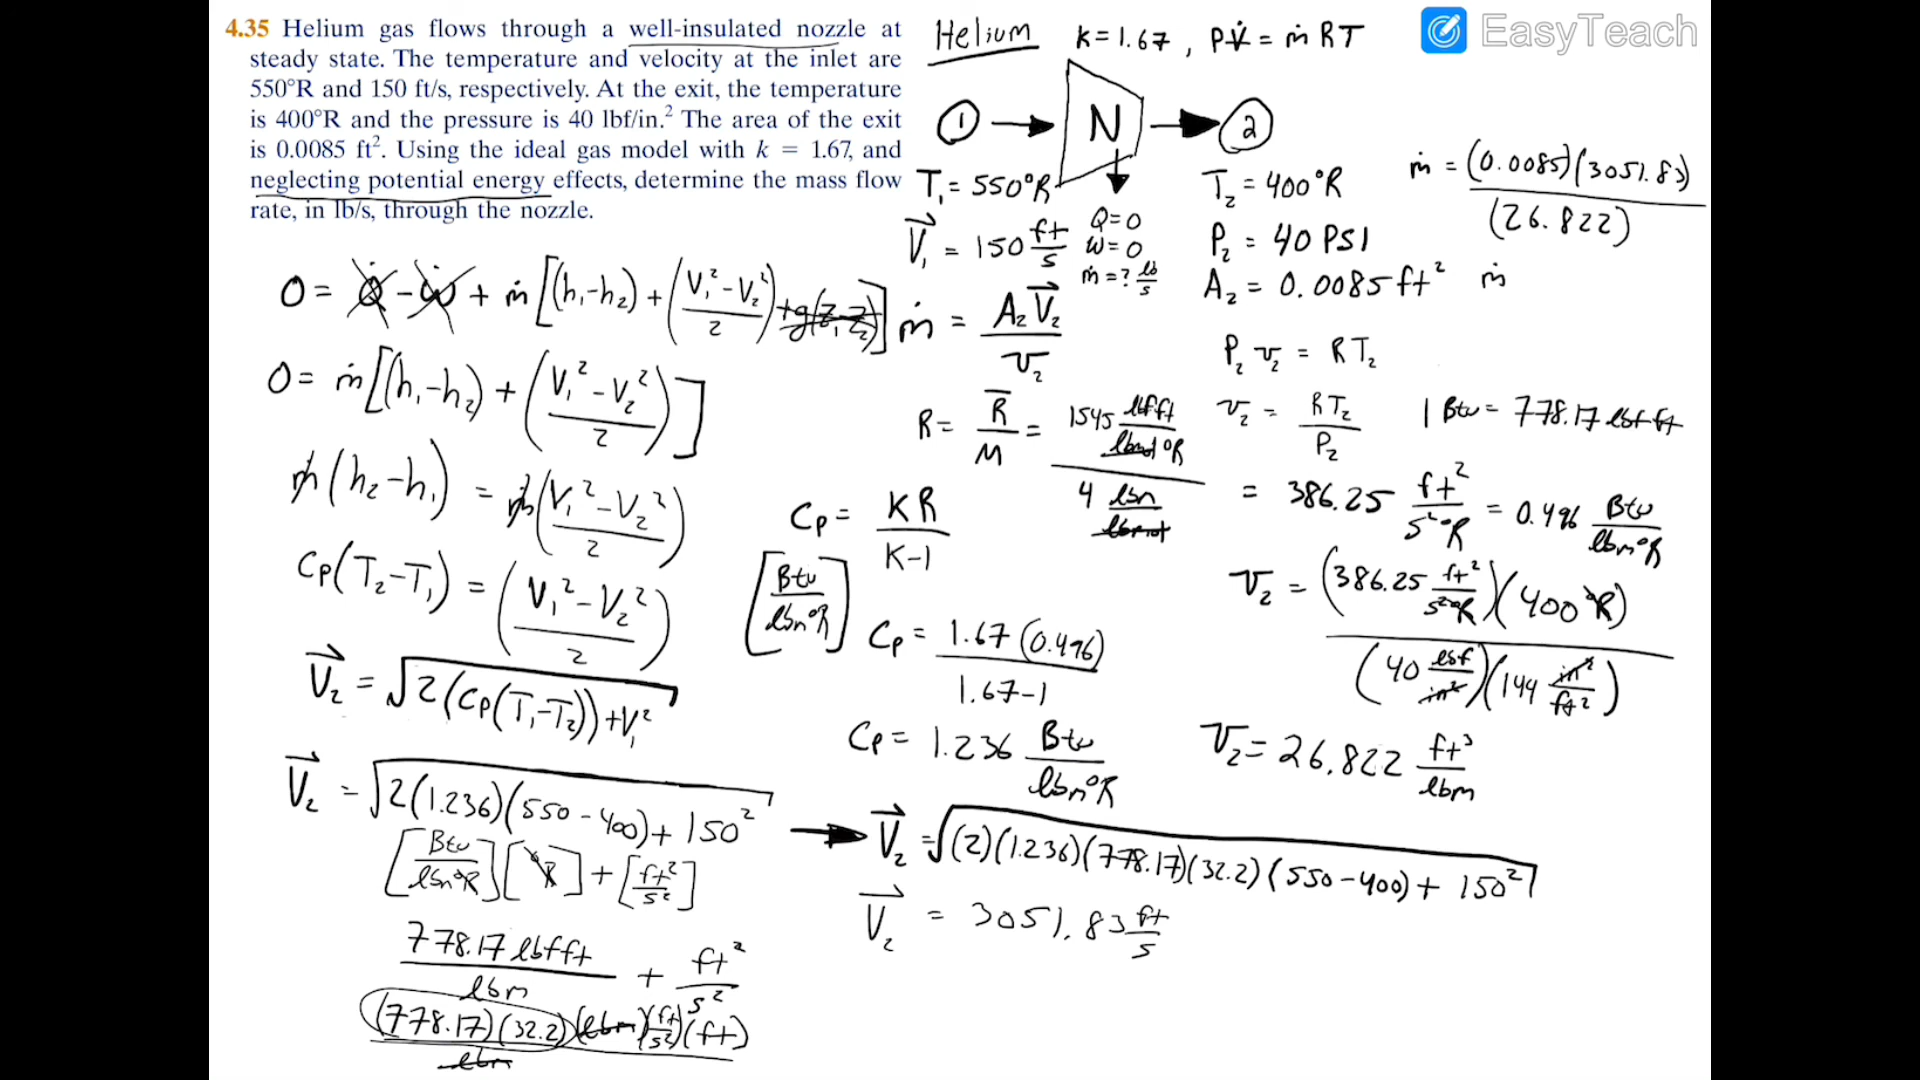 4.35 Helium gas flows through a well-insulated nozzle at
steady state. The temperature and velocity at the inlet are
550°R and 150 ft/s, respectively. At the exit, the temperature
is 400°R and the pressure is 40 lbf/in.² The area of the exit
is 0.0085 ft². Using the ideal gas model with k = 1.67, and
neglecting potential energy effects, determine the mass flow
rate, in lb/s, through the nozzle.
Helium k=1.67, PV̇ = ṁRT
EasyTeach
① → N → ②
T₁ = 550°R
V₁ = 150 ft/s
Q=0
W=0
ṁ=? lb/s
T₂ = 400°R
P₂ = 40 PSI
A₂ = 0.0085 ft²
ṁ = (0.0085)(3051.83) / (26.822)
ṁ
0 = Q̇ - Ẇ + ṁ[(h₁-h₂) + (V₁²-V₂²)/2 + g(z₁-z₂)]
0 = ṁ[(h₁-h₂) + (V₁²-V₂²)/2]
ṁ(h₂-h₁) = ṁ(V₁²-V₂²)/2
Cp(T₂-T₁) = (V₁²-V₂²)/2
V₂ = √2(Cp(T₁-T₂))+V₁²
V₂ = √2(1.236)(550-400)+150²
[Btu/lbm°R][°R] + [ft²/s²]
778.17 lbf ft / lbm + ft²/s²
(778.17)(32.2)(lbm)(ft/s²)(ft) / lbm
ṁ = A₂V₂ / v₂
P₂v₂ = RT₂
R = R̄/M = 1545 lbf ft/lbmol°R / 4 lbm/lbmol
v₂ = RT₂/P₂
1 Btu = 778.17 lbf ft
= 386.25 ft²/s²°R = 0.496 Btu/lbm°R
Cp = KR / K-1
[Btu/lbm°R]
Cp = 1.67(0.496) / 1.67-1
Cp = 1.236 Btu/lbm°R
v₂ = (386.25 ft²/s²°R)(400°R) / (40 lbf/in²)(144 in²/ft²)
v₂ = 26.822 ft³/lbm
→ V₂ = √(2)(1.236)(778.17)(32.2)(550-400)+150²
V₂ = 3051.83 ft/s